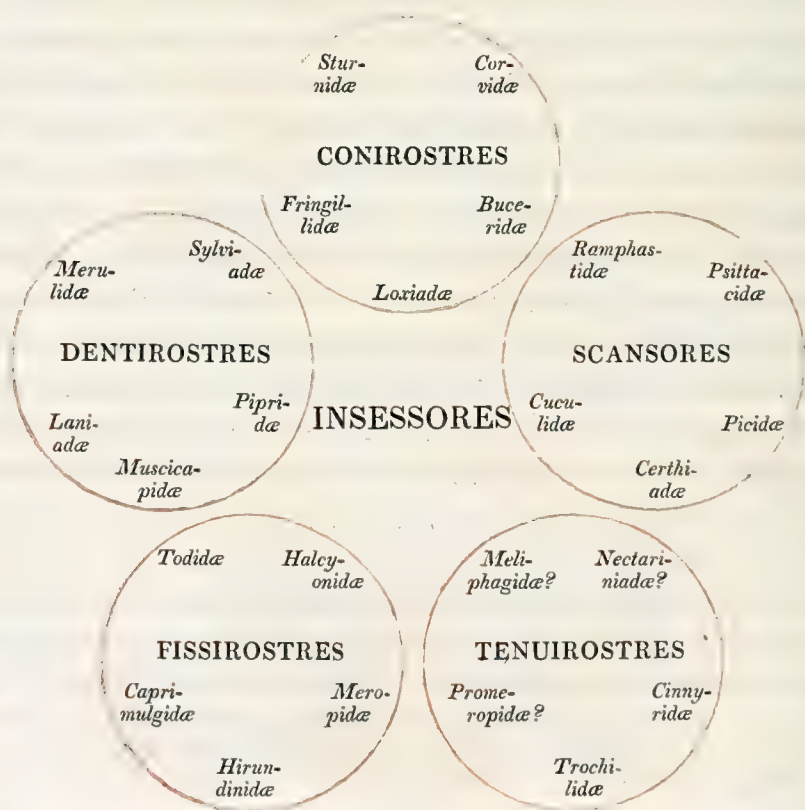 Stur-
nidæ
Cor-
vidæ
CONIROSTRES
Fringil-
lidæ
Buce-
ridæ
Loxiadæ
Meru-
lidæ
Sylvi-
adæ
DENTIROSTRES
Lani-
adæ
Pipri-
dæ
Muscica-
pidæ
INSESSORES
Ramphas-
tidæ
Psitta-
cidæ
SCANSORES
Cucu-
lidæ
Picidæ
Certhi-
adæ
Todidæ
Halcy-
onidæ
FISSIROSTRES
Capri-
mulgidæ
Mero-
pidæ
Hirun-
dinidæ
Meli-
phagidæ?
Nectari-
niadæ?
TENUIROSTRES
Prome-
ropidæ?
Cinny-
ridæ
Trochi-
lidæ